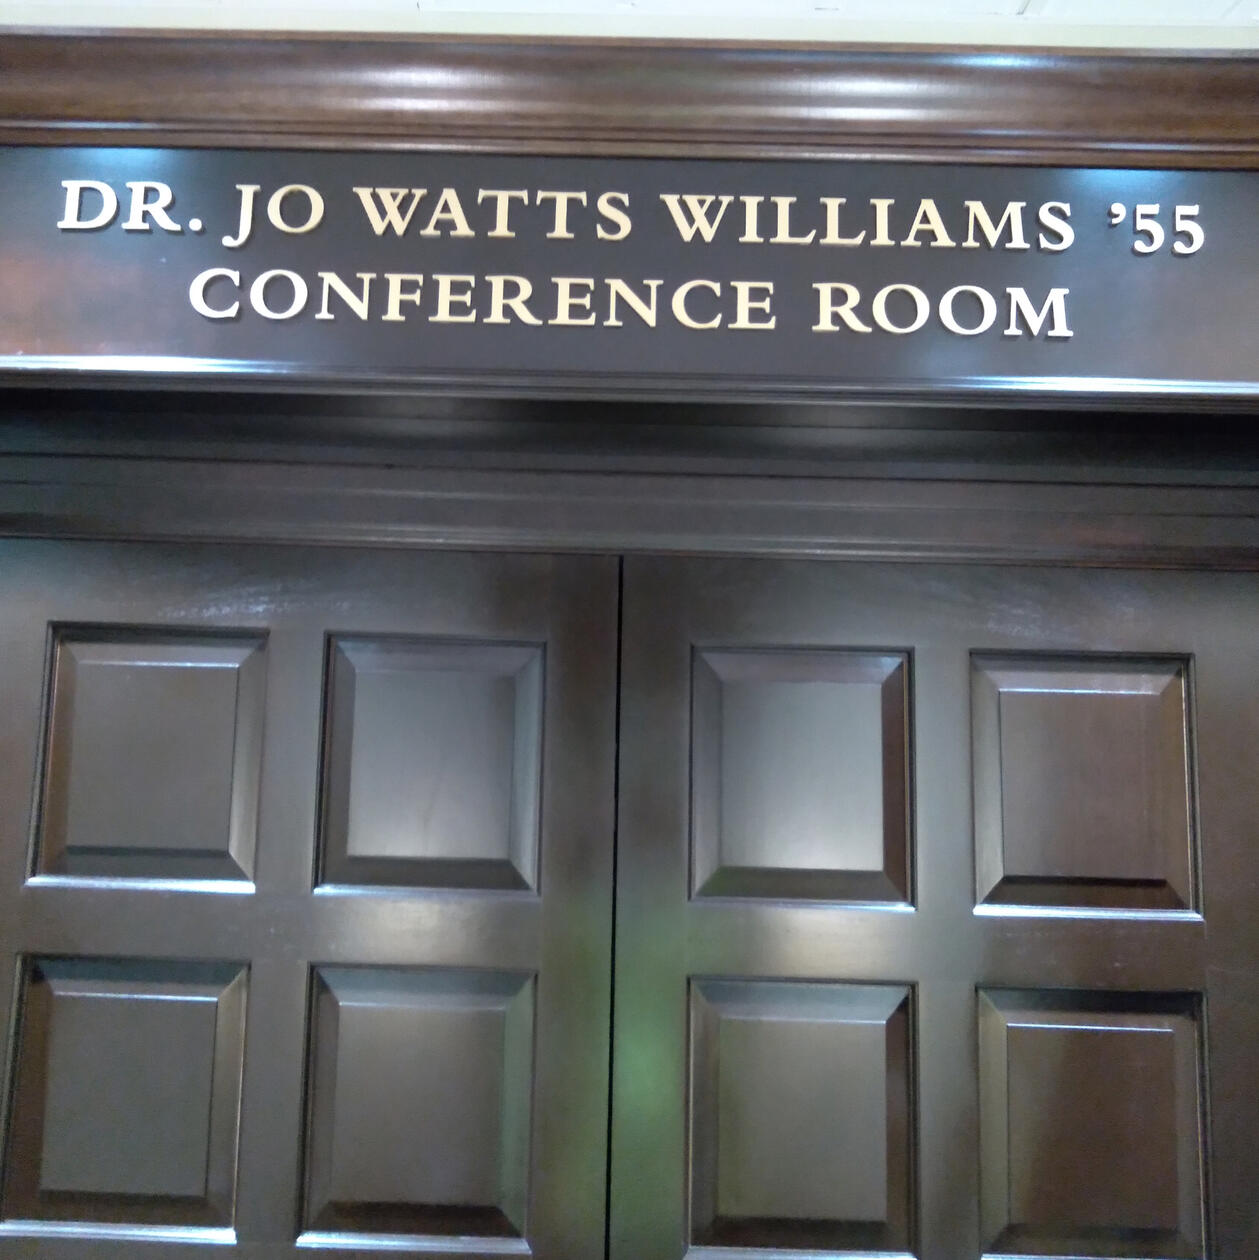 DR. JO WATTS WILLIAMS ’55
CONFERENCE ROOM